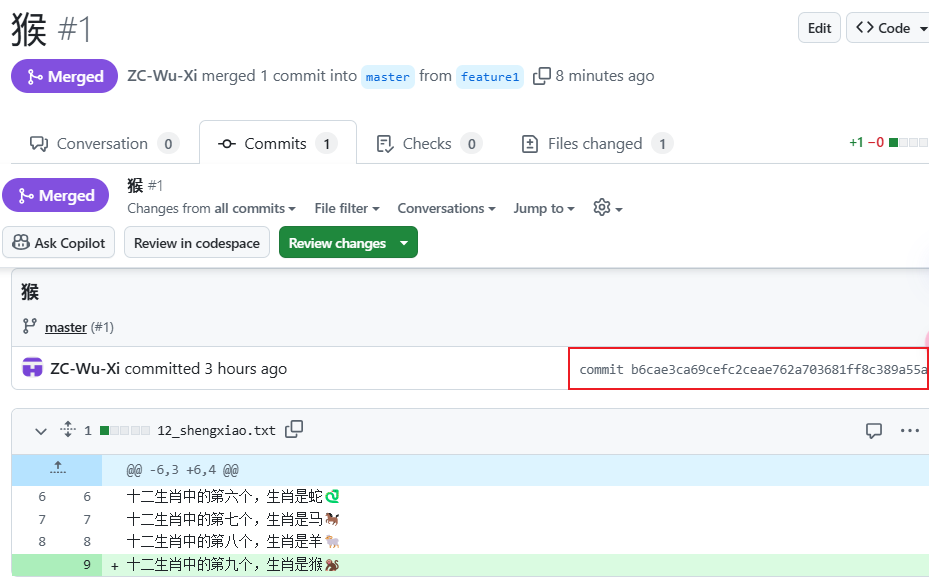 猴 #1
Edit
Code
Merged ZC-Wu-Xi merged 1 commit into master from feature1 8 minutes ago
Conversation 0 Commits 1 Checks 0 Files changed 1 +1 −0
Merged 猴 #1
Changes from all commits File filter Conversations Jump to
Ask Copilot Review in codespace Review changes
猴
master (#1)
ZC-Wu-Xi committed 3 hours ago commit b6cae3ca69cefc2ceae762a703681ff8c389a55a
1 12_shengxiao.txt
@@ -6,3 +6,4 @@
6 6 十二生肖中的第六个，生肖是蛇🐍
7 7 十二生肖中的第七个，生肖是马🐎
8 8 十二生肖中的第八个，生肖是羊🐏
9 + 十二生肖中的第九个，生肖是猴🐒